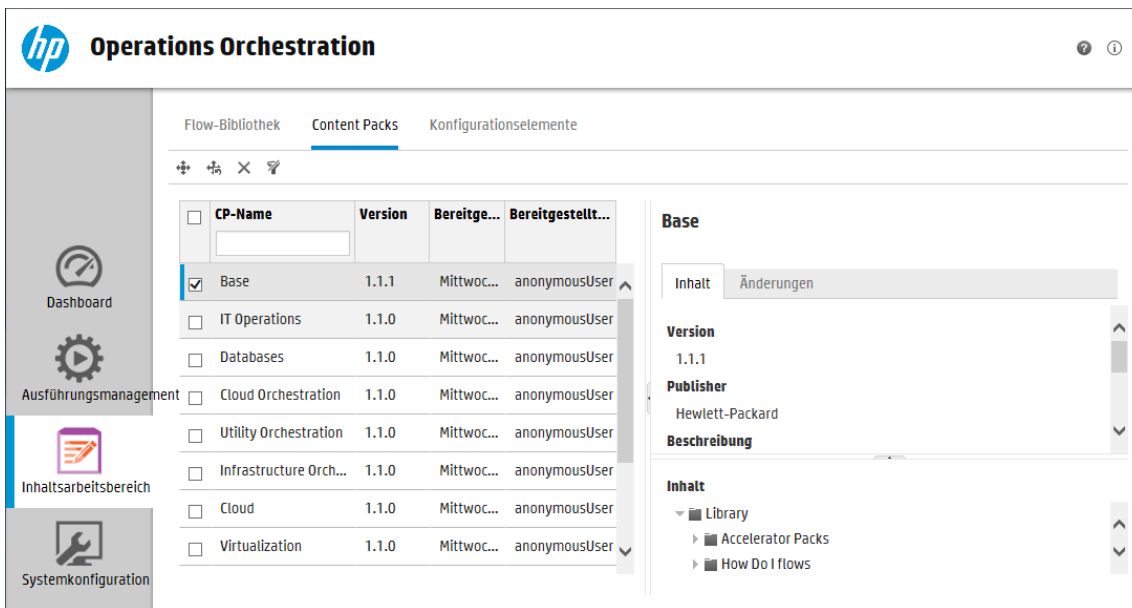 hp Operations Orchestration
Flow-Bibliothek Content Packs Konfigurationselemente
CP-Name Version Bereitge... Bereitgestellt...
Base 1.1.1 Mittwoc... anonymousUser
IT Operations 1.1.0 Mittwoc... anonymousUser
Databases 1.1.0 Mittwoc... anonymousUser
Cloud Orchestration 1.1.0 Mittwoc... anonymousUser
Utility Orchestration 1.1.0 Mittwoc... anonymousUser
Infrastructure Orch... 1.1.0 Mittwoc... anonymousUser
Cloud 1.1.0 Mittwoc... anonymousUser
Virtualization 1.1.0 Mittwoc... anonymousUser
Dashboard
Ausführungsmanagement
Inhaltsarbeitsbereich
Systemkonfiguration
Base
Inhalt Änderungen
Version
1.1.1
Publisher
Hewlett-Packard
Beschreibung
Inhalt
Library
Accelerator Packs
How Do I flows